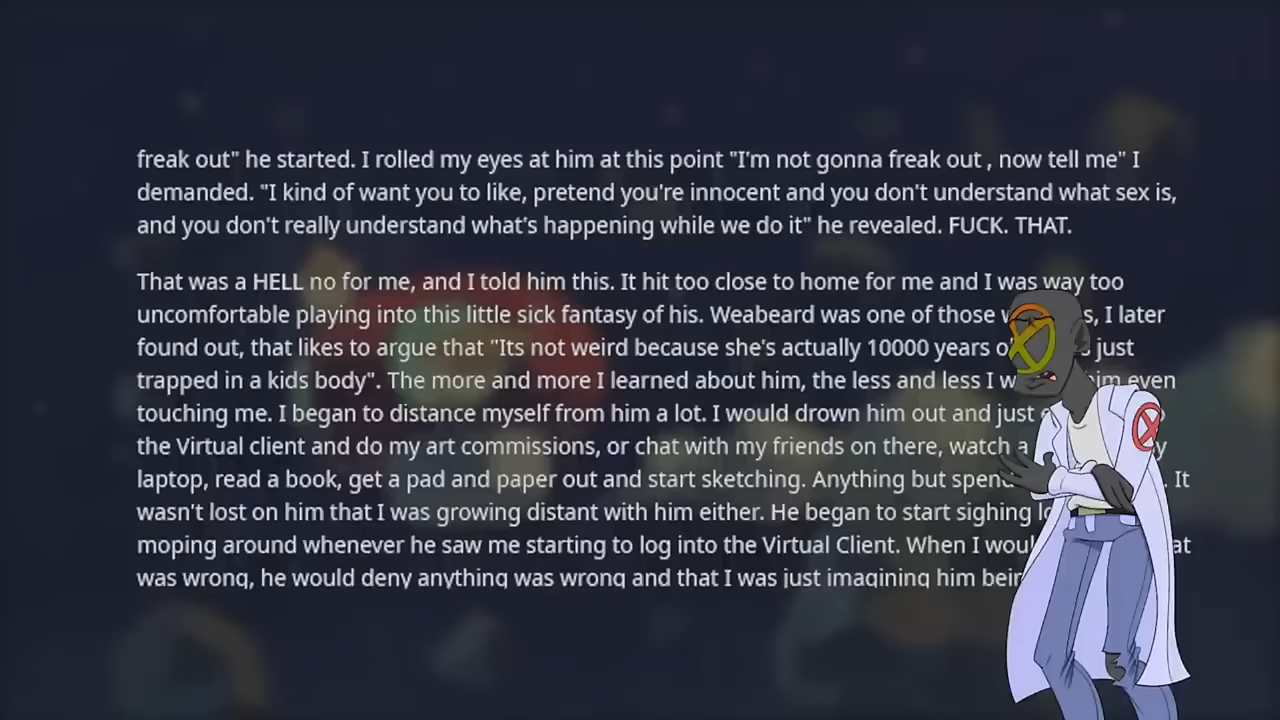 freak out" he started. I rolled my eyes at him at this point "I'm not gonna freak out , now tell me" I
demanded. "I kind of want you to like, pretend you're innocent and you don't understand what sex is,
and you don't really understand what's happening while we do it" he revealed. FUCK. THAT.
That was a HELL no for me, and I told him this. It hit too close to home for me and I was way too
uncomfortable playing into this little sick fantasy of his. Weabeard was one of those s, I later
found out, that likes to argue that "Its not weird because she's actually 10000 years just
trapped in a kids body". The more and more I learned about him, the less and less I even
touching me. I began to distance myself from him a lot. I would drown him out and just
the Virtual client and do my art commissions, or chat with my friends on there, watch a
laptop, read a book, get a pad and paper out and start sketching. Anything but It
wasn't lost on him that I was growing distant with him either. He began to start sighing
moping around whenever he saw me starting to log into the Virtual Client. When I
was wrong, he would deny anything was wrong and that I was just imagining him